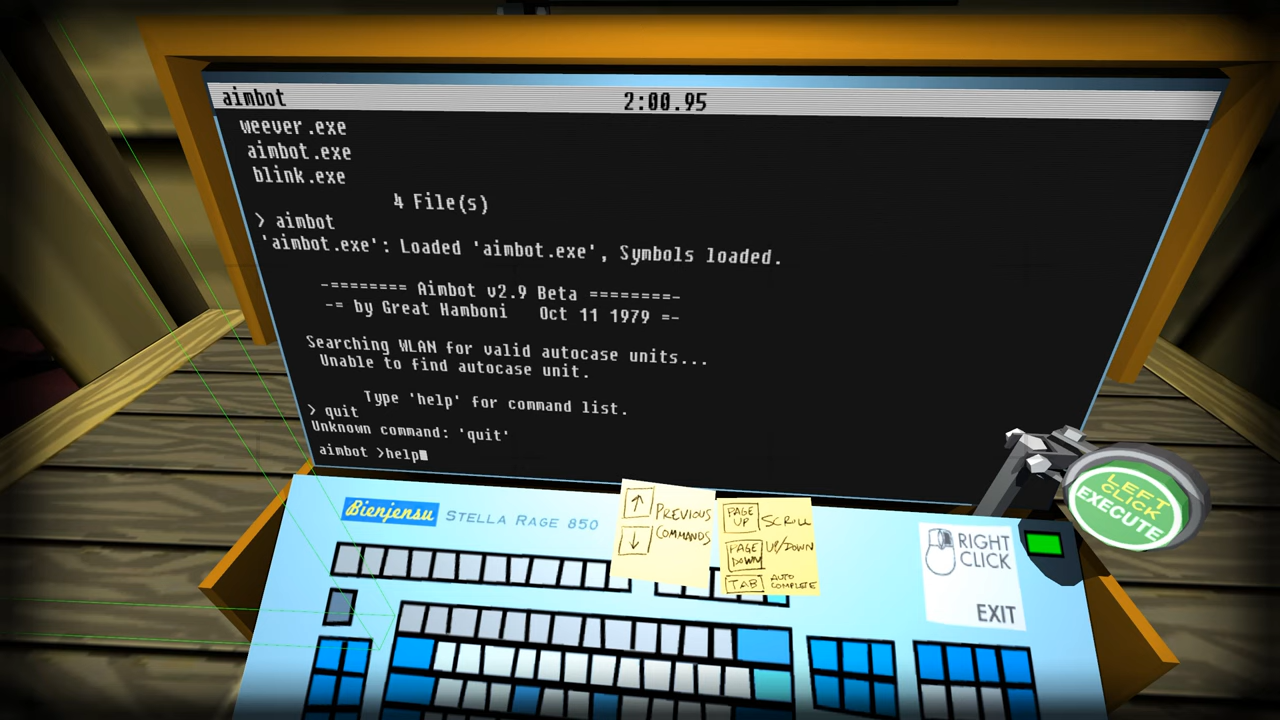 aimbot
2:00.95
weever.exe
aimbot.exe
blink.exe
4 File(s)
> aimbot
'aimbot.exe': Loaded 'aimbot.exe', Symbols loaded.
-======== Aimbot v2.9 Beta ========-
-= by Great Hamboni Oct 11 1979 =-
Searching WLAN for valid autocase units...
Unable to find autocase unit.
Type 'help' for command list.
> quit
Unknown command: 'quit'
aimbot >help
Bienjensu STELLA RAGE 850
↑ PREVIOUS
↓ COMMANDS
PAGE UP SCROLL
PAGE DOWN UP/DOWN
TAB AUTO COMPLETE
RIGHT
CLICK
EXIT
LEFT
CLICK
EXECUTE